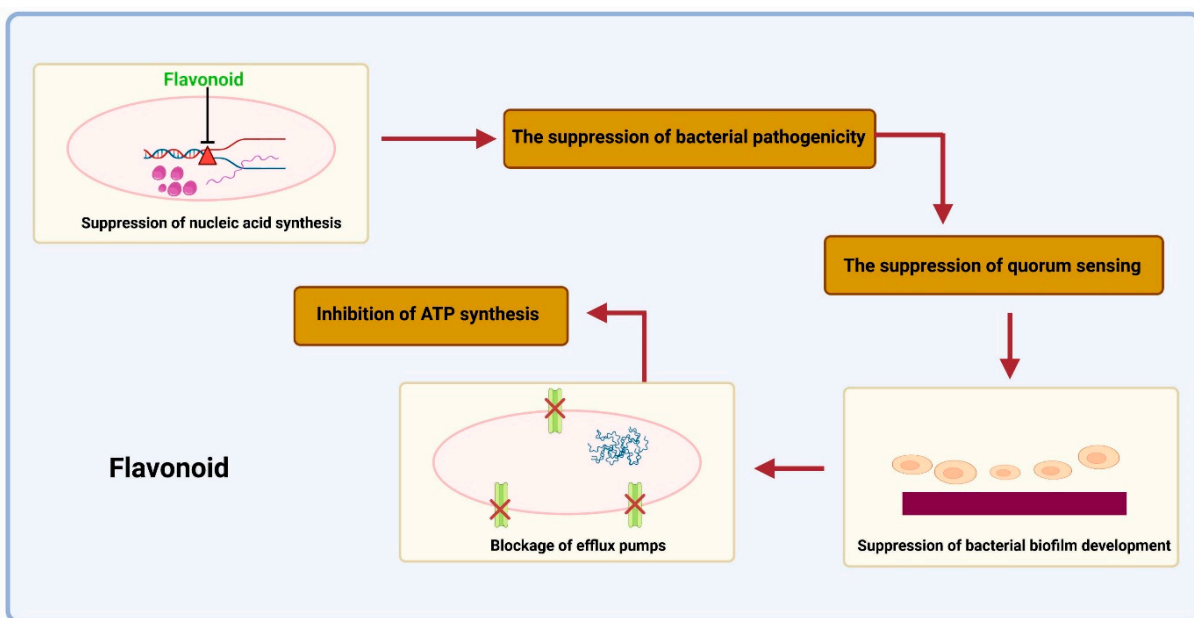 Flavonoid
Suppression of nucleic acid synthesis
The suppression of bacterial pathogenicity
The suppression of quorum sensing
Suppression of bacterial biofilm development
Blockage of efflux pumps
Inhibition of ATP synthesis
Flavonoid